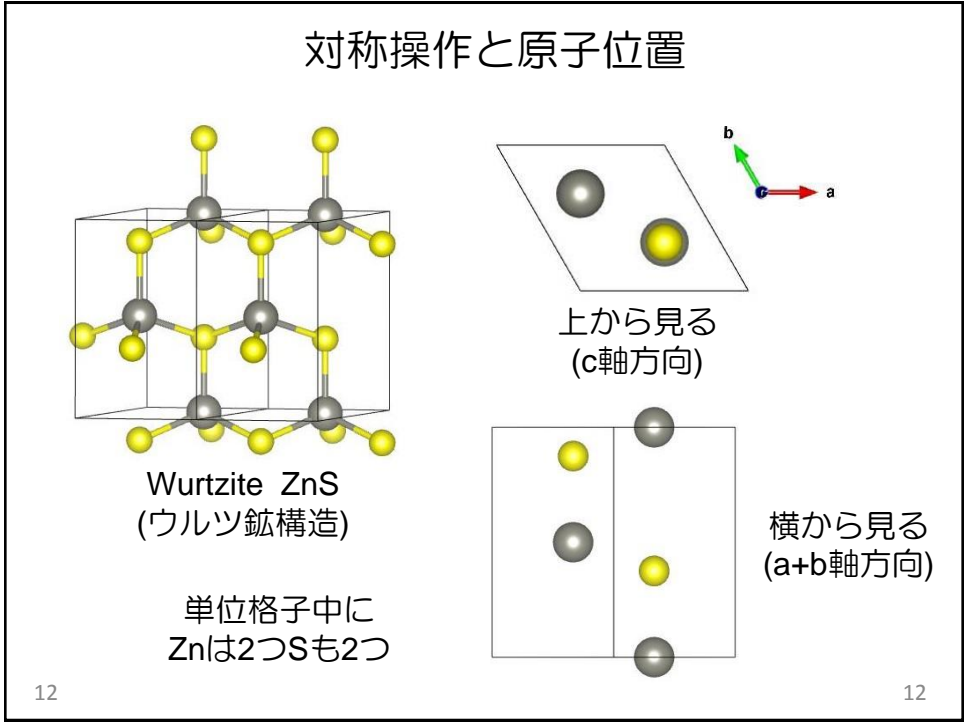 対称操作と原子位置
b
a
c
上から見る
(c軸方向)
Wurtzite ZnS
(ウルツ鉱構造)
横から見る
(a+b軸方向)
単位格子中に
Znは2つSも2つ
12
12